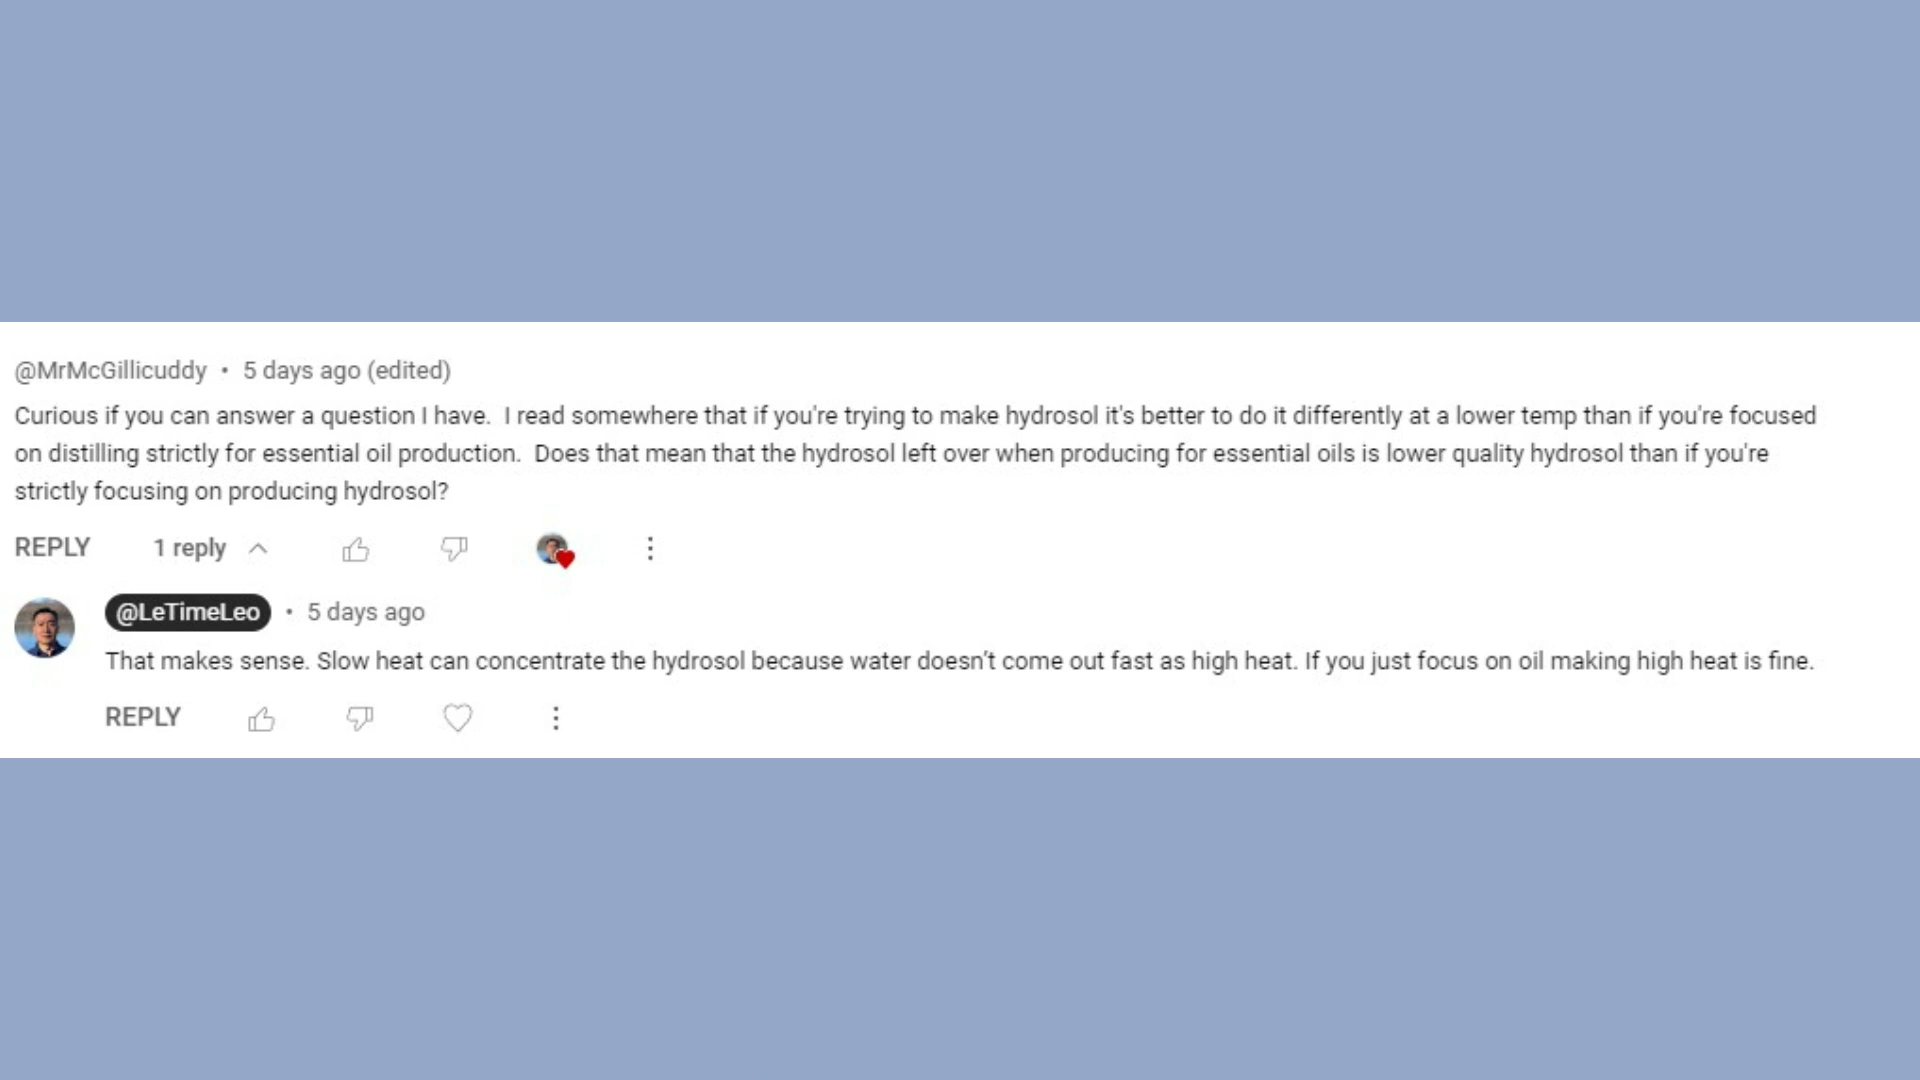 @MrMcGillicuddy • 5 days ago (edited)
Curious if you can answer a question I have.  I read somewhere that if you're trying to make hydrosol it's better to do it differently at a lower temp than if you're focused
on distilling strictly for essential oil production.  Does that mean that the hydrosol left over when producing for essential oils is lower quality hydrosol than if you're
strictly focusing on producing hydrosol?
REPLY 1 reply
@LeTimeLeo • 5 days ago
That makes sense. Slow heat can concentrate the hydrosol because water doesn't come out fast as high heat. If you just focus on oil making high heat is fine.
REPLY